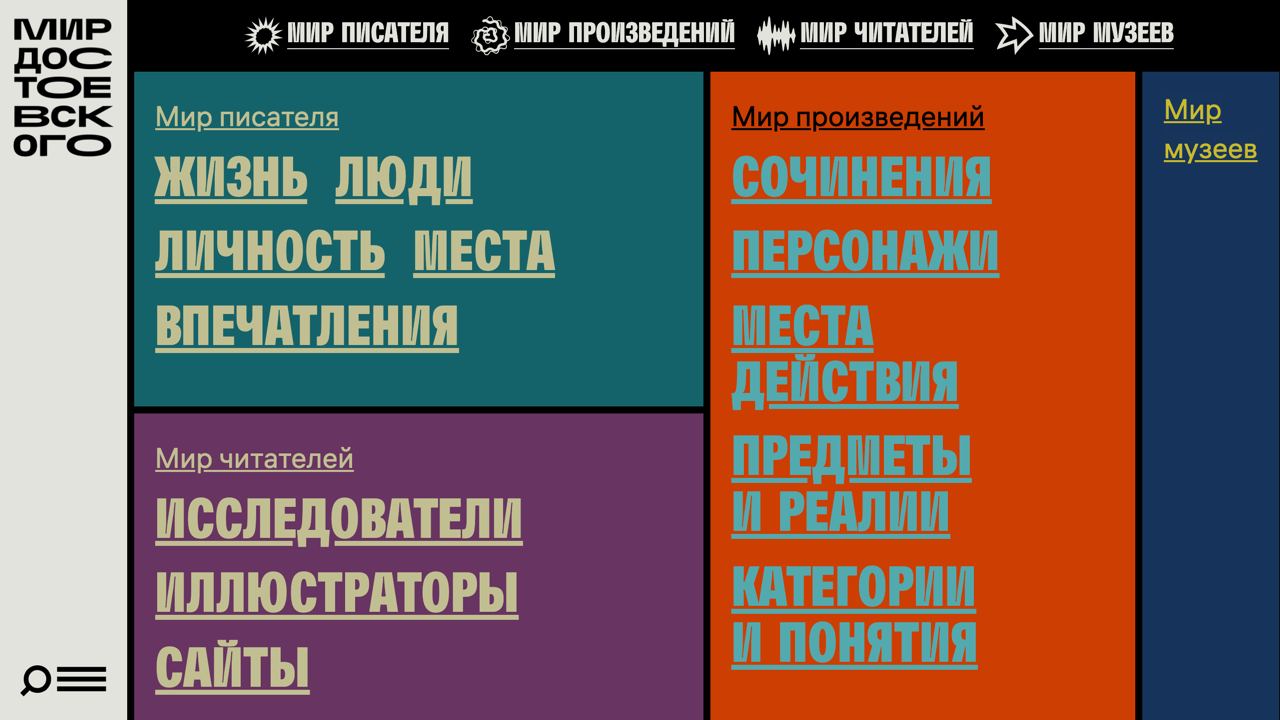 МИР
ДОС
ТОЕ
ВСК
ОГО
МИР ПИСАТЕЛЯ
МИР ПРОИЗВЕДЕНИЙ
МИР ЧИТАТЕЛЕЙ
МИР МУЗЕЕВ
Мир писателя
ЖИЗНЬ ЛЮДИ
ЛИЧНОСТЬ МЕСТА
ВПЕЧАТЛЕНИЯ
Мир читателей
ИССЛЕДОВАТЕЛИ
ИЛЛЮСТРАТОРЫ
САЙТЫ
Мир произведений
СОЧИНЕНИЯ
ПЕРСОНАЖИ
МЕСТА
ДЕЙСТВИЯ
ПРЕДМЕТЫ
И РЕАЛИИ
КАТЕГОРИИ
И ПОНЯТИЯ
Мир
музеев